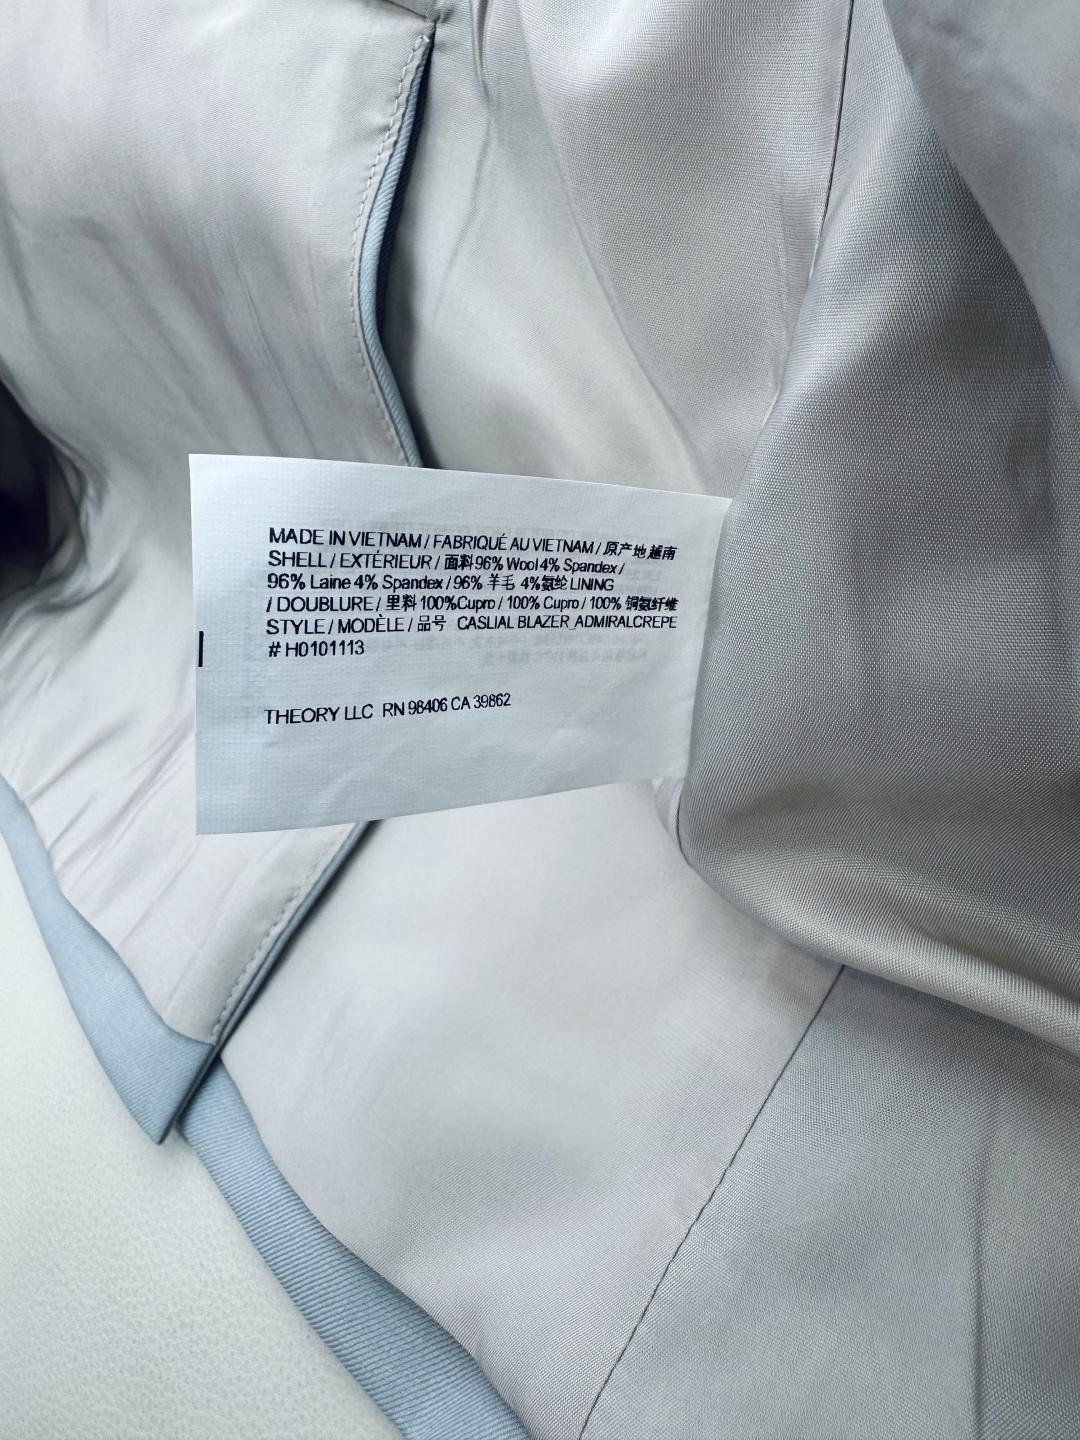 MADE IN VIETNAM / FABRIQUÉ AU VIETNAM / 原产地 越南
SHELL / EXTÉRIEUR / 面料 96% Wool 4% Spandex /
96% Laine 4% Spandex / 96% 羊毛 4%氨纶 LINING
/ DOUBLURE / 里料 100%Cupro / 100% Cupro / 100% 铜氨纤维
STYLE / MODÈLE / 品号 CASLIAL BLAZER ADMIRALCREPE
# H0101113
THEORY LLC RN 98406 CA 39862